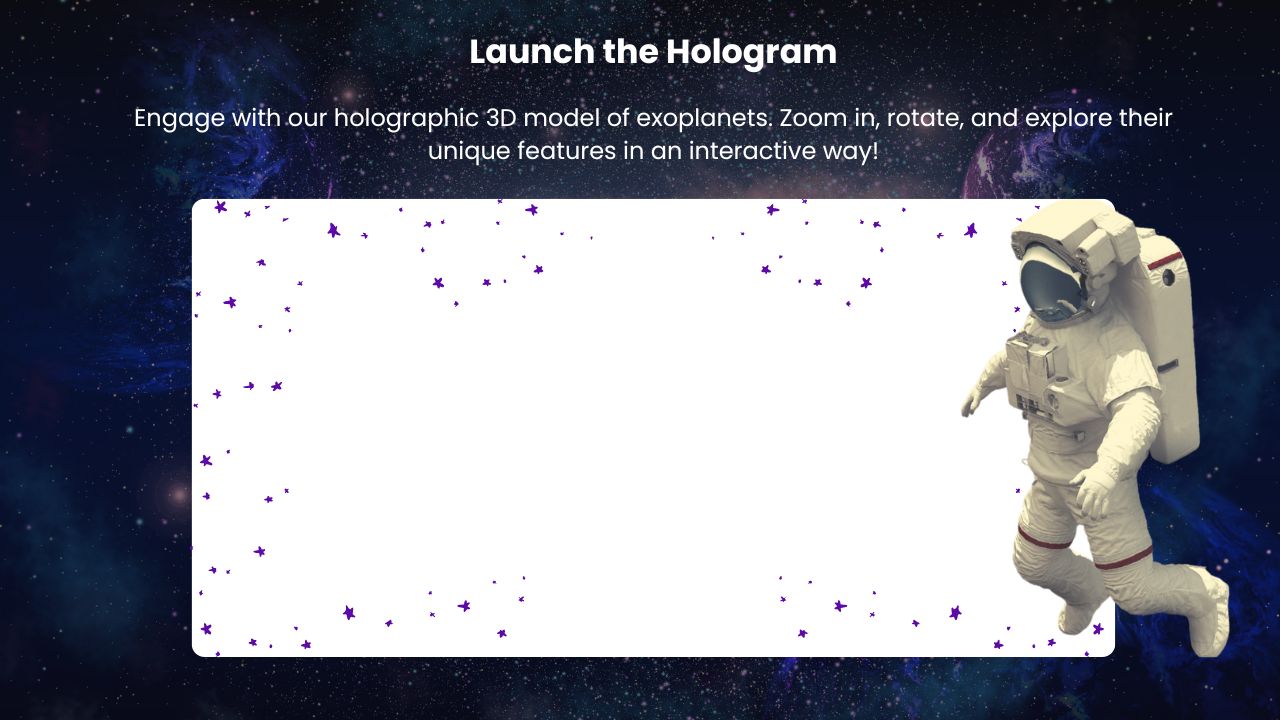 Launch the Hologram
Engage with our holographic 3D model of exoplanets. Zoom in, rotate, and explore their
unique features in an interactive way!